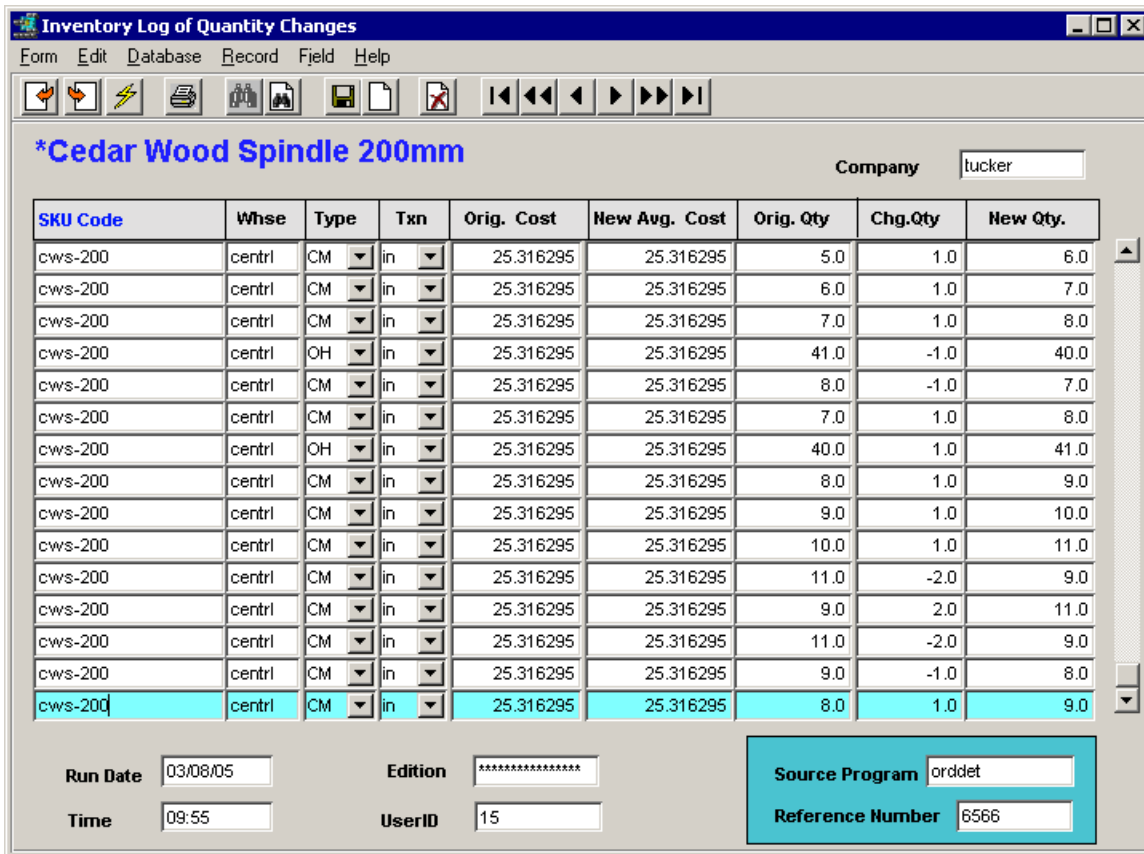 Inventory Log of Quantity Changes
Form Edit Database Record Field Help
*Cedar Wood Spindle 200mm
Company tucker
SKU Code Whse Type Txn Orig. Cost New Avg. Cost Orig. Qty Chg.Qty New Qty.
cws-200 centrl CM in 25.316295 25.316295 5.0 1.0 6.0
cws-200 centrl CM in 25.316295 25.316295 6.0 1.0 7.0
cws-200 centrl CM in 25.316295 25.316295 7.0 1.0 8.0
cws-200 centrl OH in 25.316295 25.316295 41.0 -1.0 40.0
cws-200 centrl CM in 25.316295 25.316295 8.0 -1.0 7.0
cws-200 centrl CM in 25.316295 25.316295 7.0 1.0 8.0
cws-200 centrl OH in 25.316295 25.316295 40.0 1.0 41.0
cws-200 centrl CM in 25.316295 25.316295 8.0 1.0 9.0
cws-200 centrl CM in 25.316295 25.316295 9.0 1.0 10.0
cws-200 centrl CM in 25.316295 25.316295 10.0 1.0 11.0
cws-200 centrl CM in 25.316295 25.316295 11.0 -2.0 9.0
cws-200 centrl CM in 25.316295 25.316295 9.0 2.0 11.0
cws-200 centrl CM in 25.316295 25.316295 11.0 -2.0 9.0
cws-200 centrl CM in 25.316295 25.316295 9.0 -1.0 8.0
cws-200 centrl CM in 25.316295 25.316295 8.0 1.0 9.0
Run Date 03/08/05 Edition **************** Source Program orddet
Time 09:55 UserID 15 Reference Number 6566